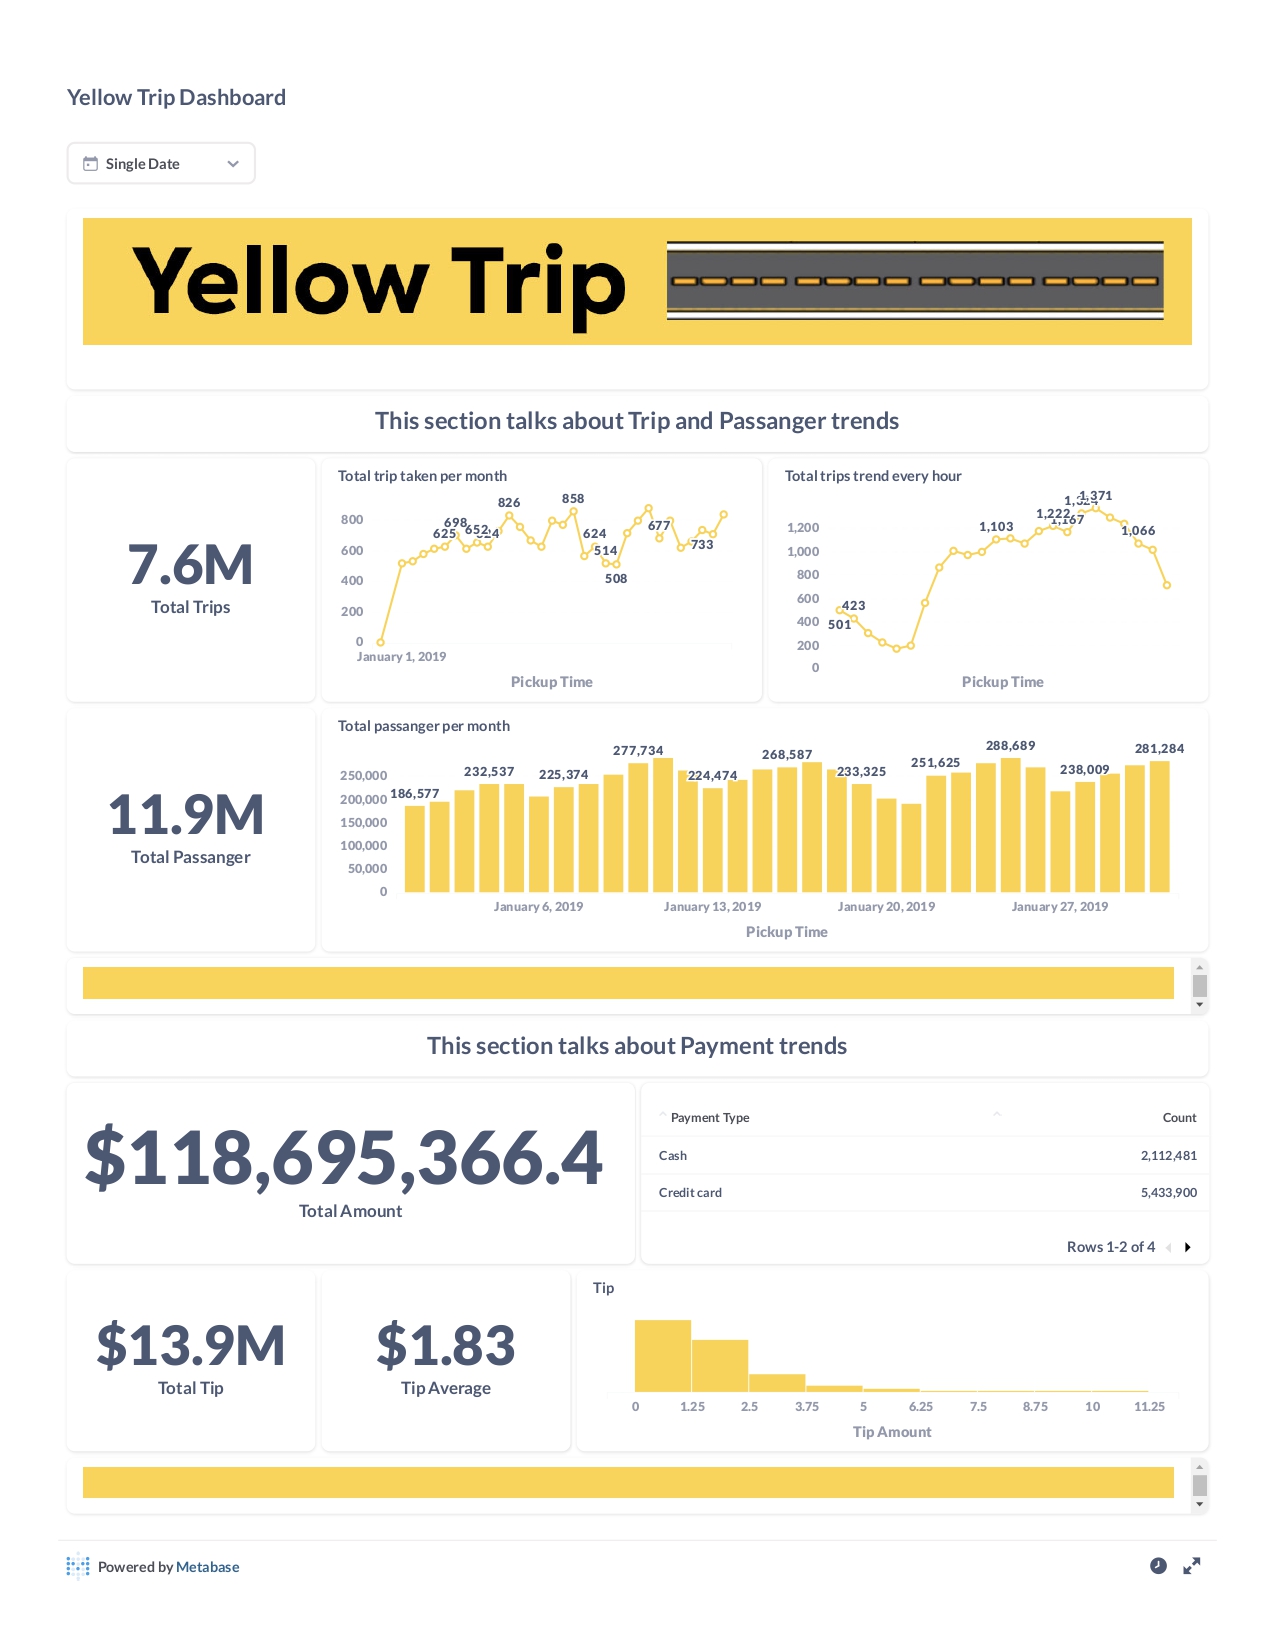 Yellow Trip Dashboard
Single Date
Yellow Trip
This section talks about Trip and Passanger trends
7.6M
Total Trips
Total trip taken per month
800
600
400
200
0
625
698
652
826
858
624
514
508
677
733
January 1, 2019
Pickup Time
Total trips trend every hour
1,200
1,000
800
600
400
200
0
501
423
1,103
1,222
1,167
1,371
1,066
Pickup Time
11.9M
Total Passanger
Total passanger per month
250,000
200,000
150,000
100,000
50,000
0
186,577
232,537
225,374
277,734
224,474
268,587
233,325
251,625
288,689
238,009
281,284
January 6, 2019
January 13, 2019
January 20, 2019
January 27, 2019
Pickup Time
This section talks about Payment trends
$118,695,366.4
Total Amount
Payment Type Count
Cash 2,112,481
Credit card 5,433,900
Rows 1-2 of 4
$13.9M
Total Tip
$1.83
Tip Average
Tip
0 1.25 2.5 3.75 5 6.25 7.5 8.75 10 11.25
Tip Amount
Powered by Metabase